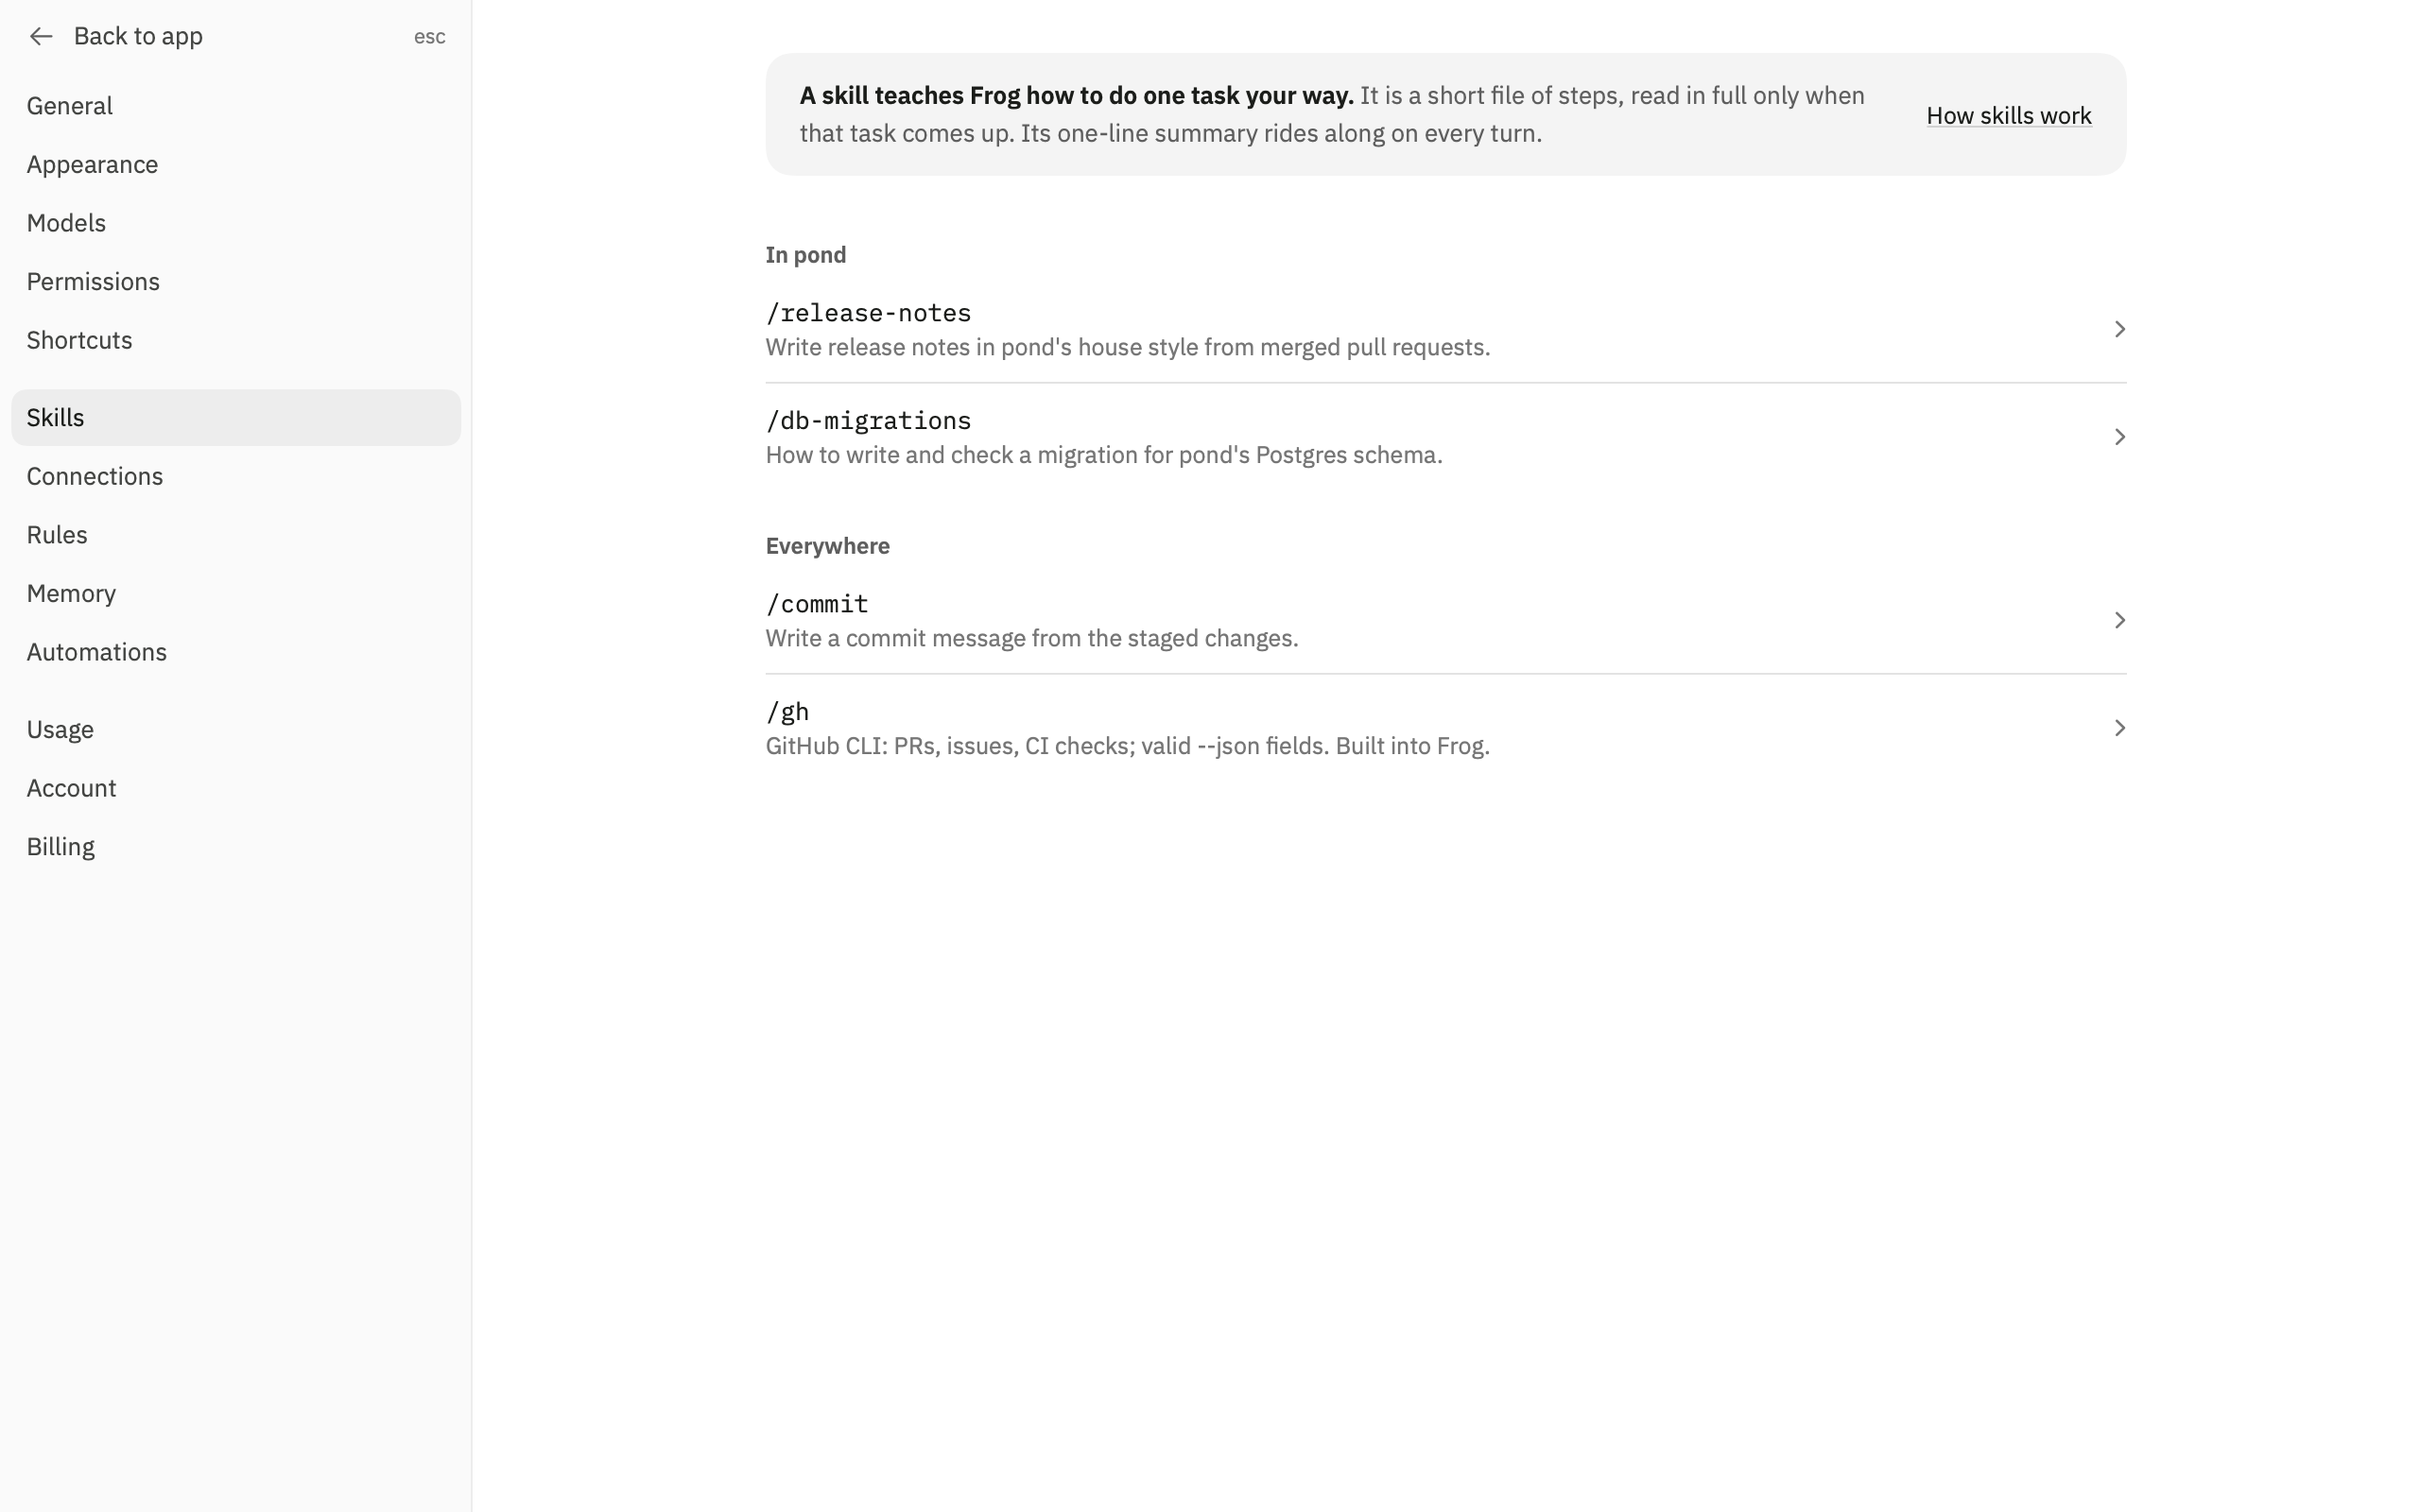 Back to app esc
General
Appearance
Models
Permissions
Shortcuts
Skills
Connections
Rules
Memory
Automations
Usage
Account
Billing
A skill teaches Frog how to do one task your way. It is a short file of steps, read in full only when
that task comes up. Its one-line summary rides along on every turn.
How skills work
In pond
/release-notes
Write release notes in pond's house style from merged pull requests.
/db-migrations
How to write and check a migration for pond's Postgres schema.
Everywhere
/commit
Write a commit message from the staged changes.
/gh
GitHub CLI: PRs, issues, CI checks; valid --json fields. Built into Frog.